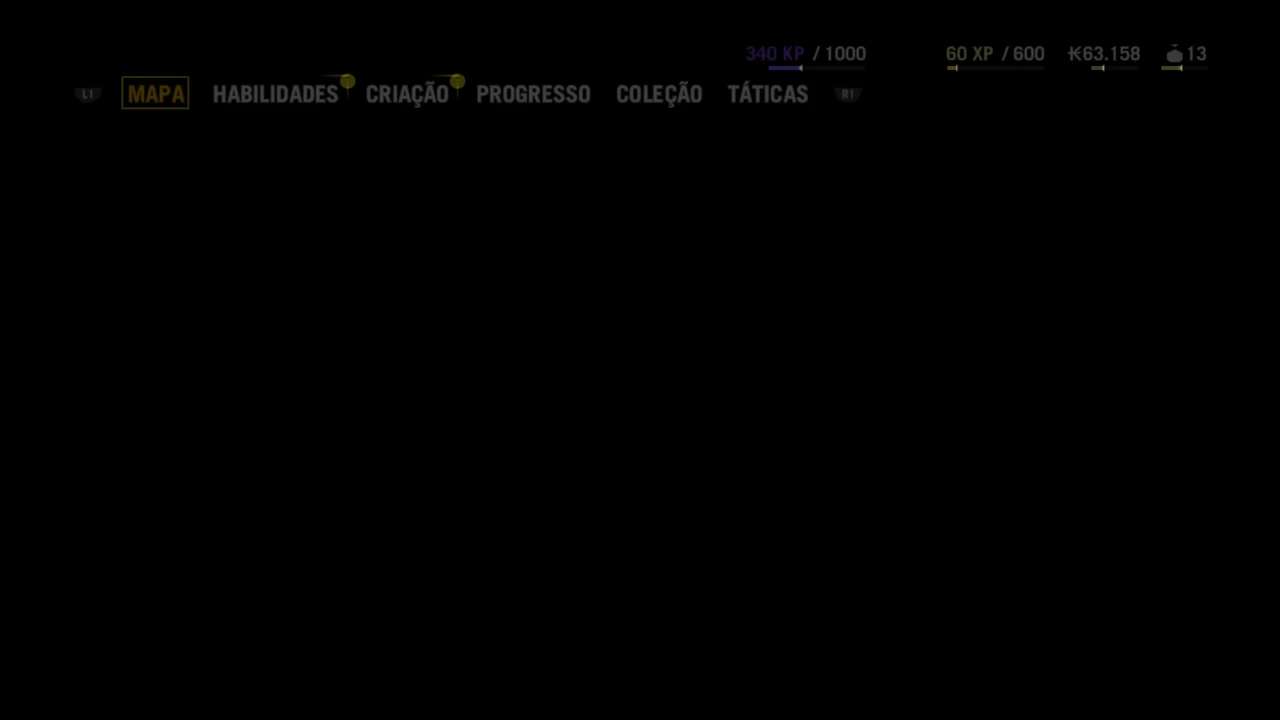 340 KP / 1000 60 XP / 600 ₭63.158 13
L1 MAPA HABILIDADES CRIAÇÃO PROGRESSO COLEÇÃO TÁTICAS R1